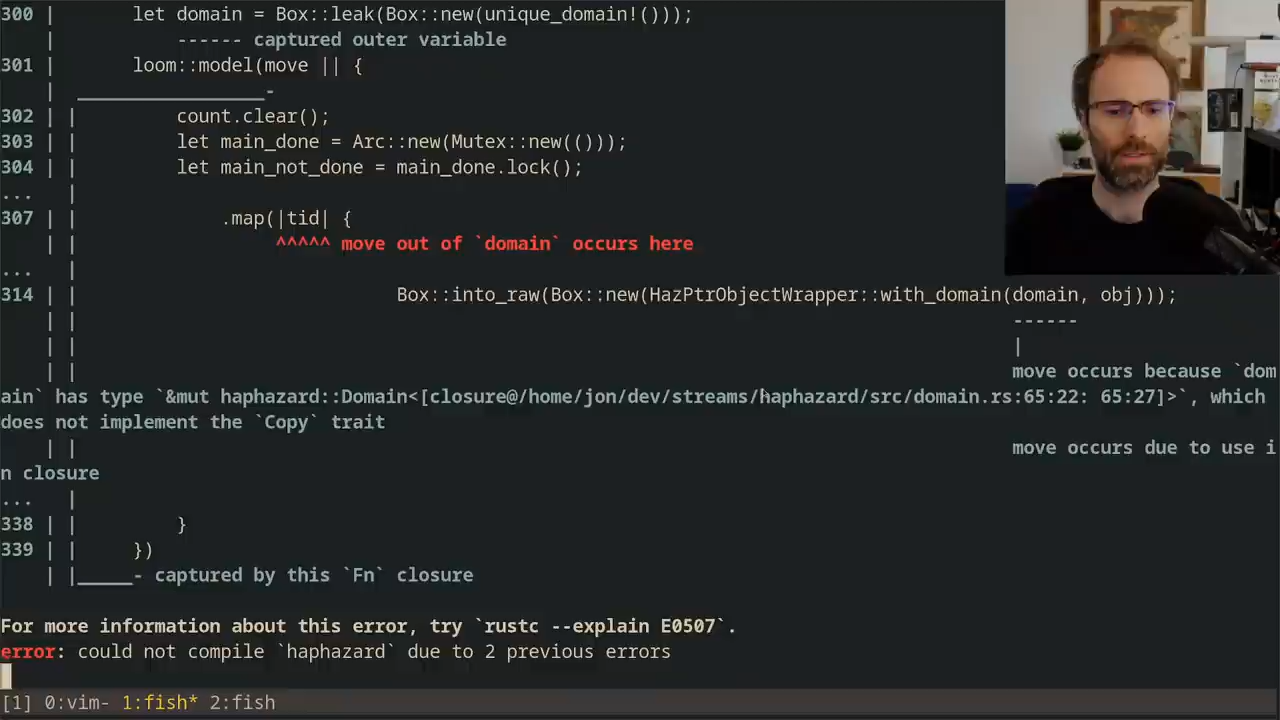 300 |       let domain = Box::leak(Box::new(unique_domain!()));
    |           ------ captured outer variable
301 |       loom::model(move || {
    | _________________-
302 | |         count.clear();
303 | |         let main_done = Arc::new(Mutex::new(()));
304 | |         let main_not_done = main_done.lock();
... |
307 | |             .map(|tid| {
    | |                  ^^^^^ move out of `domain` occurs here
... |
314 | |                             Box::into_raw(Box::new(HazPtrObjectWrapper::with_domain(domain, obj)));
    | |                                                                                     ------
    | |                                                                                     |
    | |                                                                                     move occurs because `dom
ain` has type `&mut haphazard::Domain<[closure@/home/jon/dev/streams/haphazard/src/domain.rs:65:22: 65:27]>`, which
does not implement the `Copy` trait
    | |                                                                                     move occurs due to use i
n closure
... |
338 | |         }
339 | |     })
    | |_____- captured by this `Fn` closure
For more information about this error, try `rustc --explain E0507`.
error: could not compile `haphazard` due to 2 previous errors
[1] 0:vim- 1:fish* 2:fish